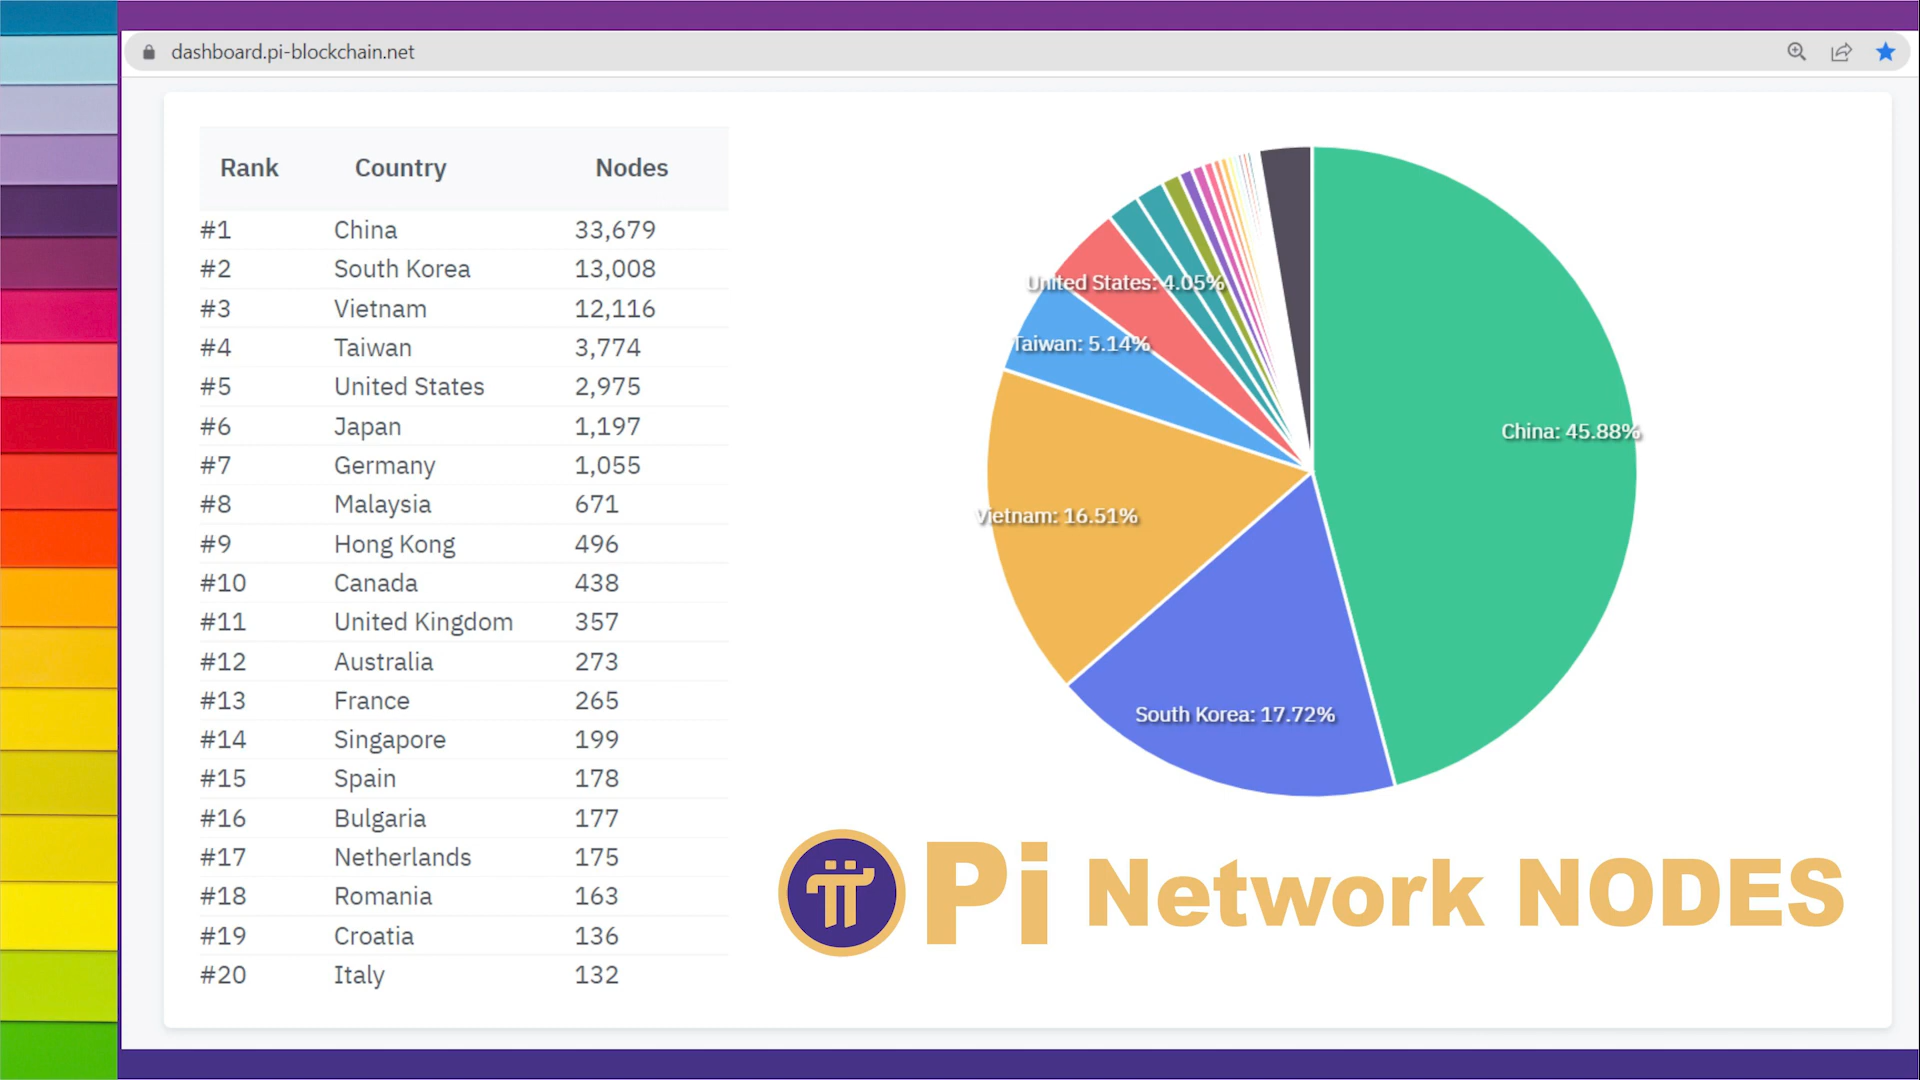 dashboard.pi-blockchain.net
Rank Country Nodes
#1 China 33,679
#2 South Korea 13,008
#3 Vietnam 12,116
#4 Taiwan 3,774
#5 United States 2,975
#6 Japan 1,197
#7 Germany 1,055
#8 Malaysia 671
#9 Hong Kong 496
#10 Canada 438
#11 United Kingdom 357
#12 Australia 273
#13 France 265
#14 Singapore 199
#15 Spain 178
#16 Bulgaria 177
#17 Netherlands 175
#18 Romania 163
#19 Croatia 136
#20 Italy 132
United States: 4.05%
Taiwan: 5.14%
China: 45.88%
Vietnam: 16.51%
South Korea: 17.72%
Pi Network NODES